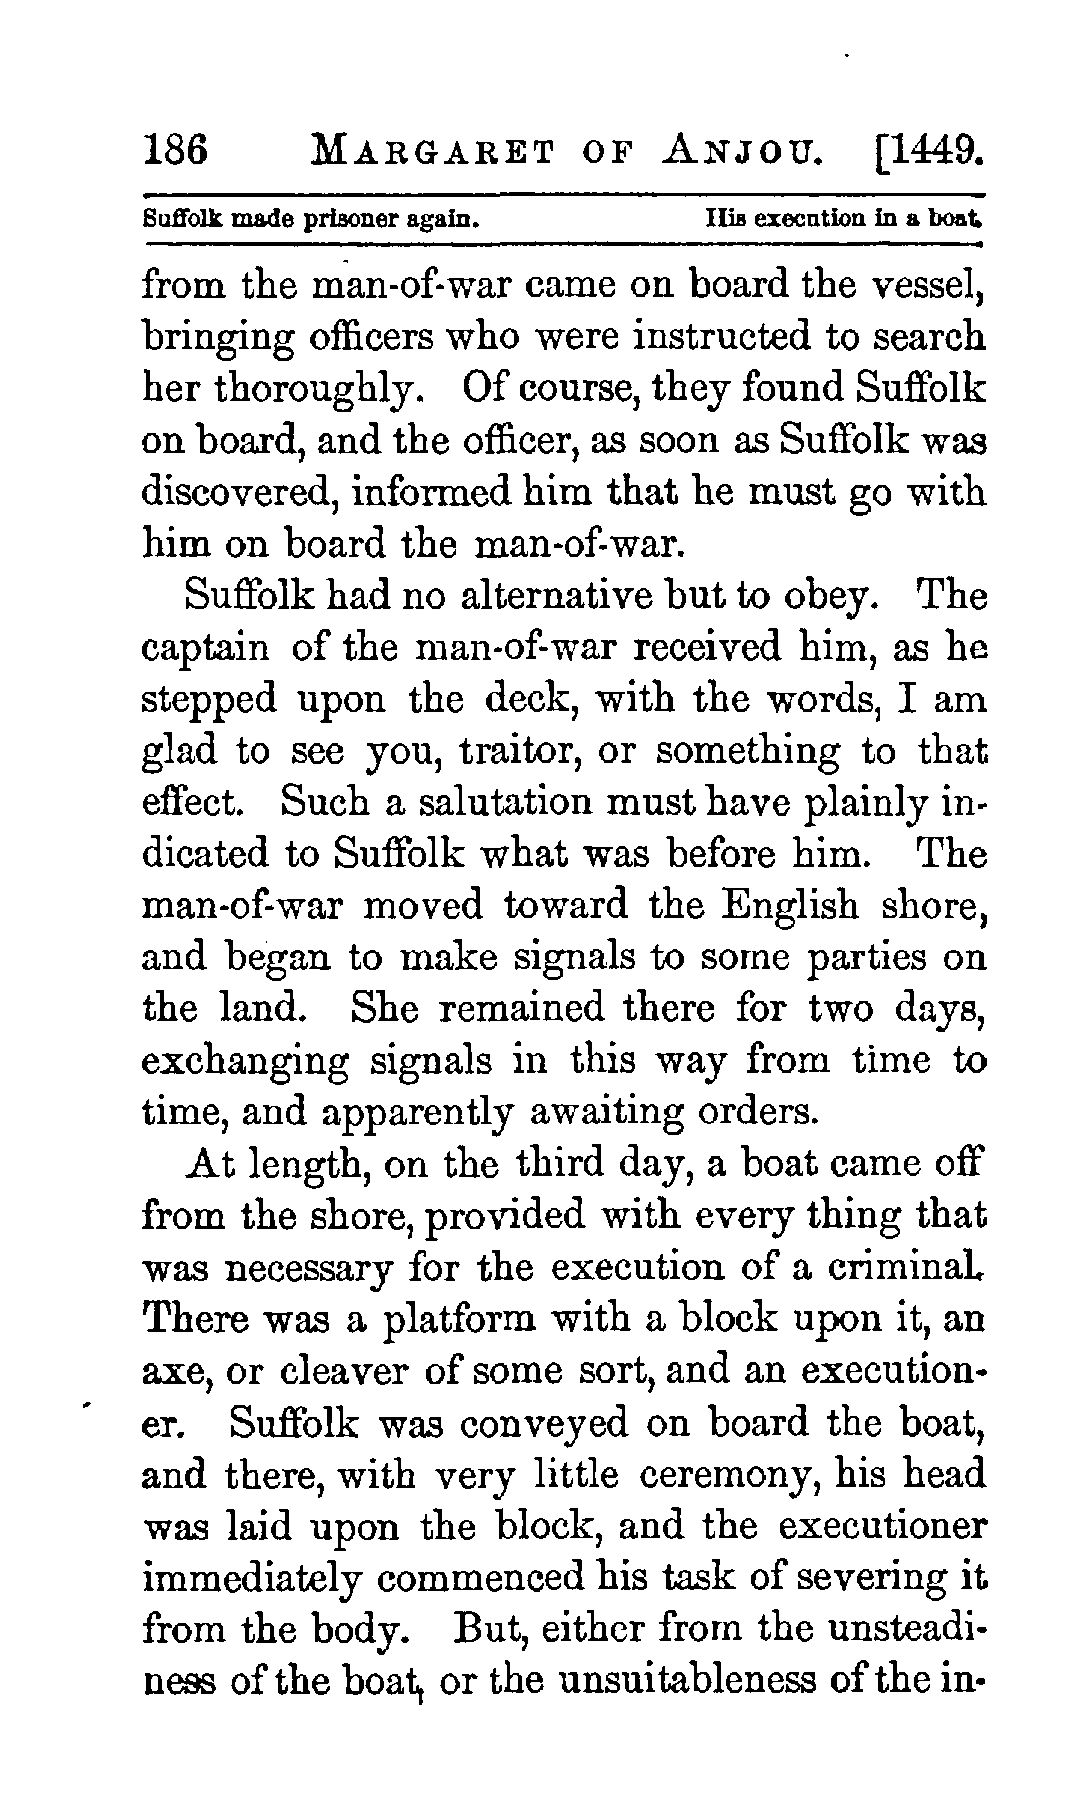 186 MARGARET OF ANJOU. [1449.
Suffolk made prisoner again. His execution in a boat.
from the man-of-war came on board the vessel,
bringing officers who were instructed to search
her thoroughly. Of course, they found Suffolk
on board, and the officer, as soon as Suffolk was
discovered, informed him that he must go with
him on board the man-of-war.
Suffolk had no alternative but to obey. The
captain of the man-of-war received him, as he
stepped upon the deck, with the words, I am
glad to see you, traitor, or something to that
effect. Such a salutation must have plainly in-
dicated to Suffolk what was before him. The
man-of-war moved toward the English shore,
and began to make signals to some parties on
the land. She remained there for two days,
exchanging signals in this way from time to
time, and apparently awaiting orders.
At length, on the third day, a boat came off
from the shore, provided with every thing that
was necessary for the execution of a criminal.
There was a platform with a block upon it, an
axe, or cleaver of some sort, and an execution-
er. Suffolk was conveyed on board the boat,
and there, with very little ceremony, his head
was laid upon the block, and the executioner
immediately commenced his task of severing it
from the body. But, either from the unsteadi-
ness of the boat, or the unsuitableness of the in-